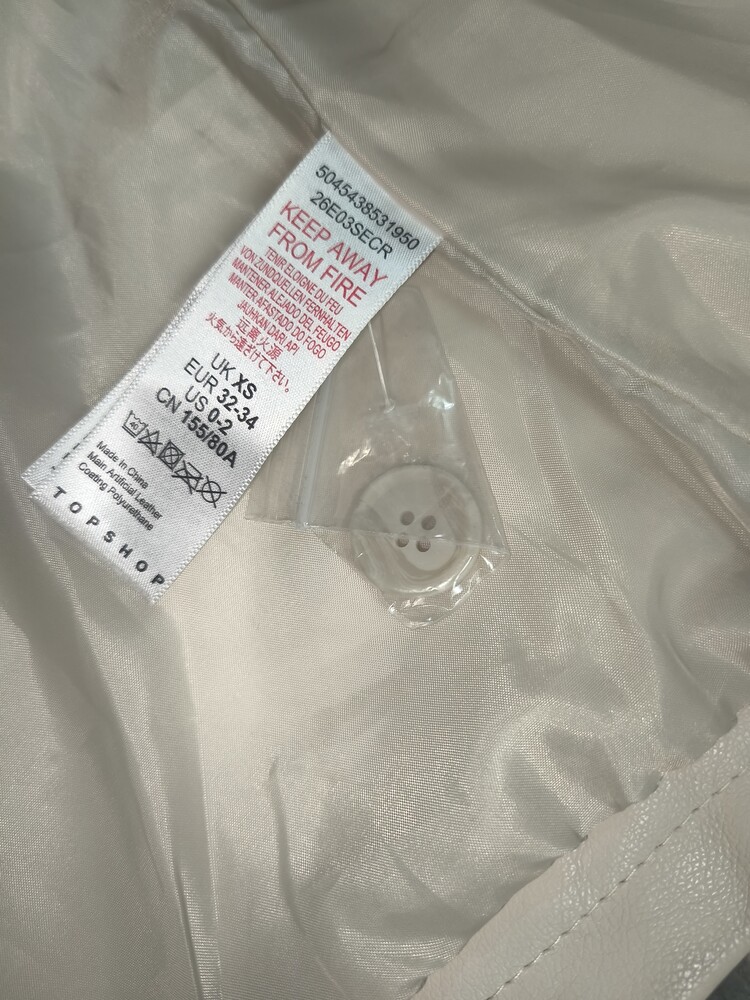 5045438531950
26E03SECR
KEEP AWAY
FROM FIRE
TENIR ELOIGNE DU FEU
VON ZUNDQUELLEN FERNHALTEN
MANTENER ALEJADO DEL FEUGO
MANTER AFASTADO DO FOGO
JAUHKAN DARI API
远离火源
火気から遠ざけて下さい。
UK XS
EUR 32-34
US 0-2
CN 155/80A
40
Made In China
Main Artificial Leather
Coating Polyurethane
TOPSHOP